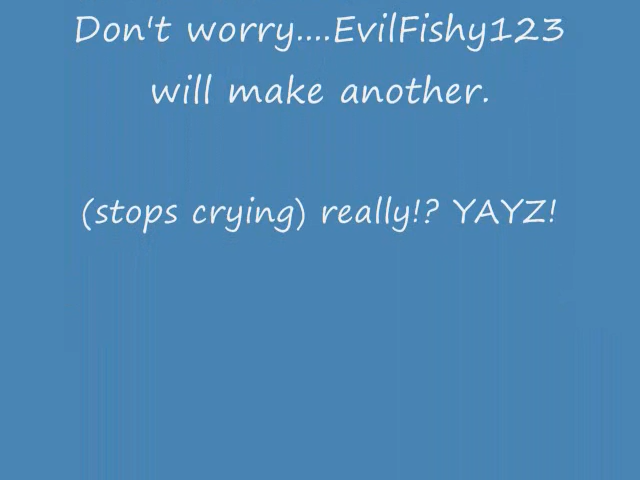 Don't worry....EvilFishy123
will make another.
(stops crying) really!? YAYZ!